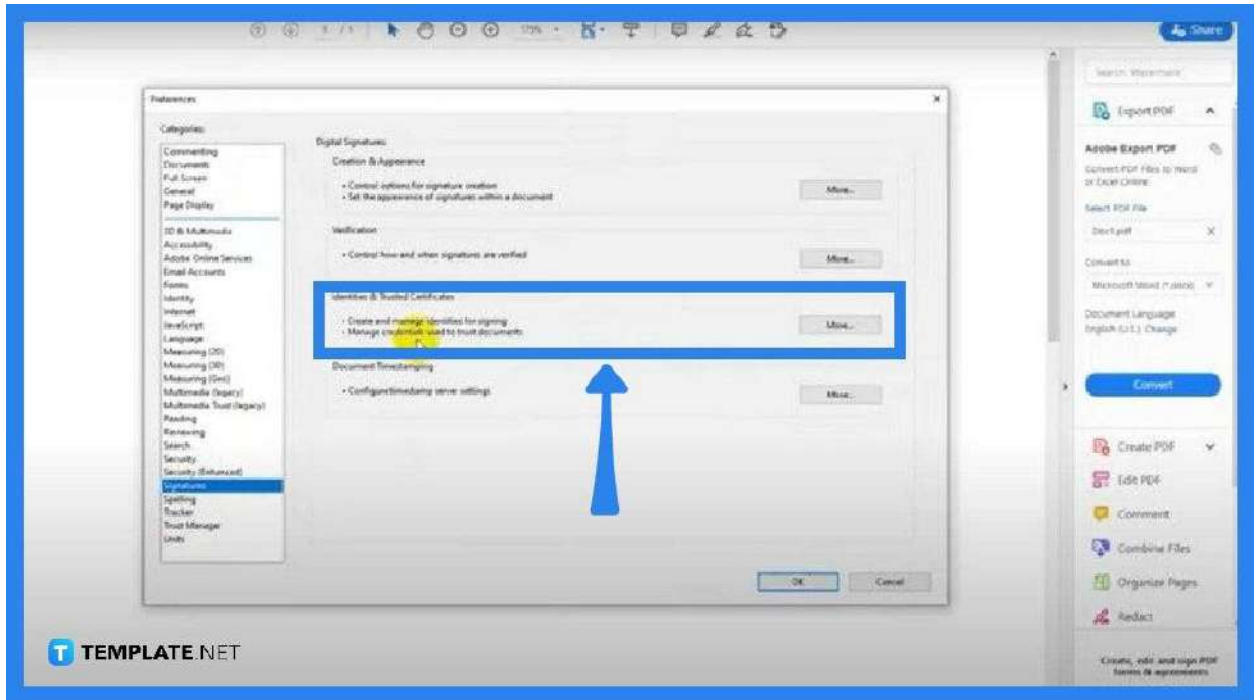 3 / 3
125%
Share
Preferences
Categories:
Commenting
Documents
Full Screen
General
Page Display
3D & Multimedia
Accessibility
Adobe Online Services
Email Accounts
Forms
Identity
Internet
JavaScript
Language
Measuring (2D)
Measuring (3D)
Measuring (Geo)
Multimedia (legacy)
Multimedia Trust (legacy)
Reading
Reviewing
Search
Security
Security (Enhanced)
Signatures
Spelling
Tracker
Trust Manager
Units
Digital Signatures
Creation & Appearance
• Control options for signature creation
• Set the appearance of signatures within a document
More...
Verification
• Control how and when signatures are verified
More...
Identities & Trusted Certificates
• Create and manage identities for signing
• Manage credentials used to trust documents
More...
Document Timestamping
• Configure timestamp server settings
More...
OK
Cancel
Export PDF
Adobe Export PDF
Convert PDF Files to Word
or Excel Online
Select PDF File
Convert to
Microsoft Word (*.docx)
Document Language:
English (U.S.) Change
Convert
Create PDF
Edit PDF
Comment
Combine Files
Organize Pages
Redact
Create, edit and sign PDF
forms & agreements
T TEMPLATE.NET